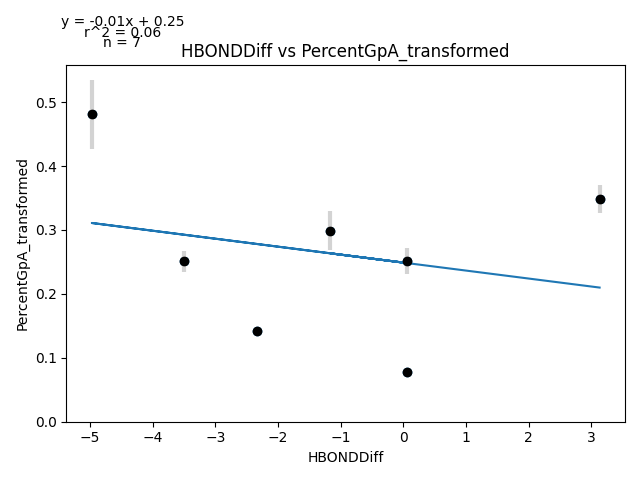 y = -0.01x + 0.25
r^2 = 0.06
n = 7
HBONDDiff vs PercentGpA_transformed
PercentGpA_transformed
0.5
0.4
0.3
0.2
0.1
0.0
−5
−4
−3
−2
−1
0
1
2
3
HBONDDiff